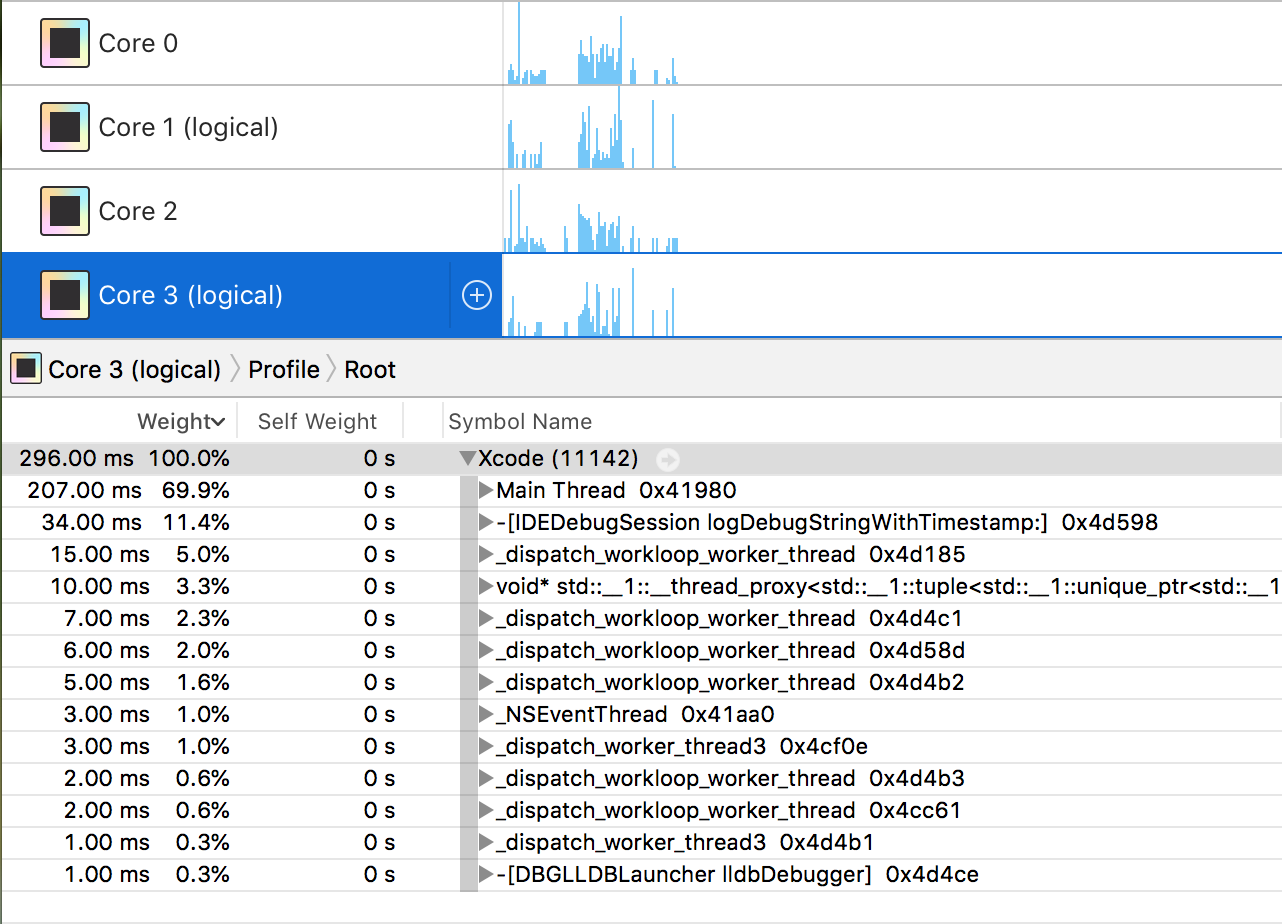 Core 0
Core 1 (logical)
Core 2
Core 3 (logical)
Core 3 (logical) Profile Root
Weight Self Weight Symbol Name
296.00 ms 100.0% 0 s Xcode (11142)
207.00 ms 69.9% 0 s Main Thread 0x41980
34.00 ms 11.4% 0 s -[IDEDebugSession logDebugStringWithTimestamp:] 0x4d598
15.00 ms 5.0% 0 s _dispatch_workloop_worker_thread 0x4d185
10.00 ms 3.3% 0 s void* std::__1::__thread_proxy<std::__1::tuple<std::__1::unique_ptr<std::__1
7.00 ms 2.3% 0 s _dispatch_workloop_worker_thread 0x4d4c1
6.00 ms 2.0% 0 s _dispatch_workloop_worker_thread 0x4d58d
5.00 ms 1.6% 0 s _dispatch_workloop_worker_thread 0x4d4b2
3.00 ms 1.0% 0 s _NSEventThread 0x41aa0
3.00 ms 1.0% 0 s _dispatch_worker_thread3 0x4cf0e
2.00 ms 0.6% 0 s _dispatch_workloop_worker_thread 0x4d4b3
2.00 ms 0.6% 0 s _dispatch_workloop_worker_thread 0x4cc61
1.00 ms 0.3% 0 s _dispatch_worker_thread3 0x4d4b1
1.00 ms 0.3% 0 s -[DBGLLDBLauncher lldbDebugger] 0x4d4ce